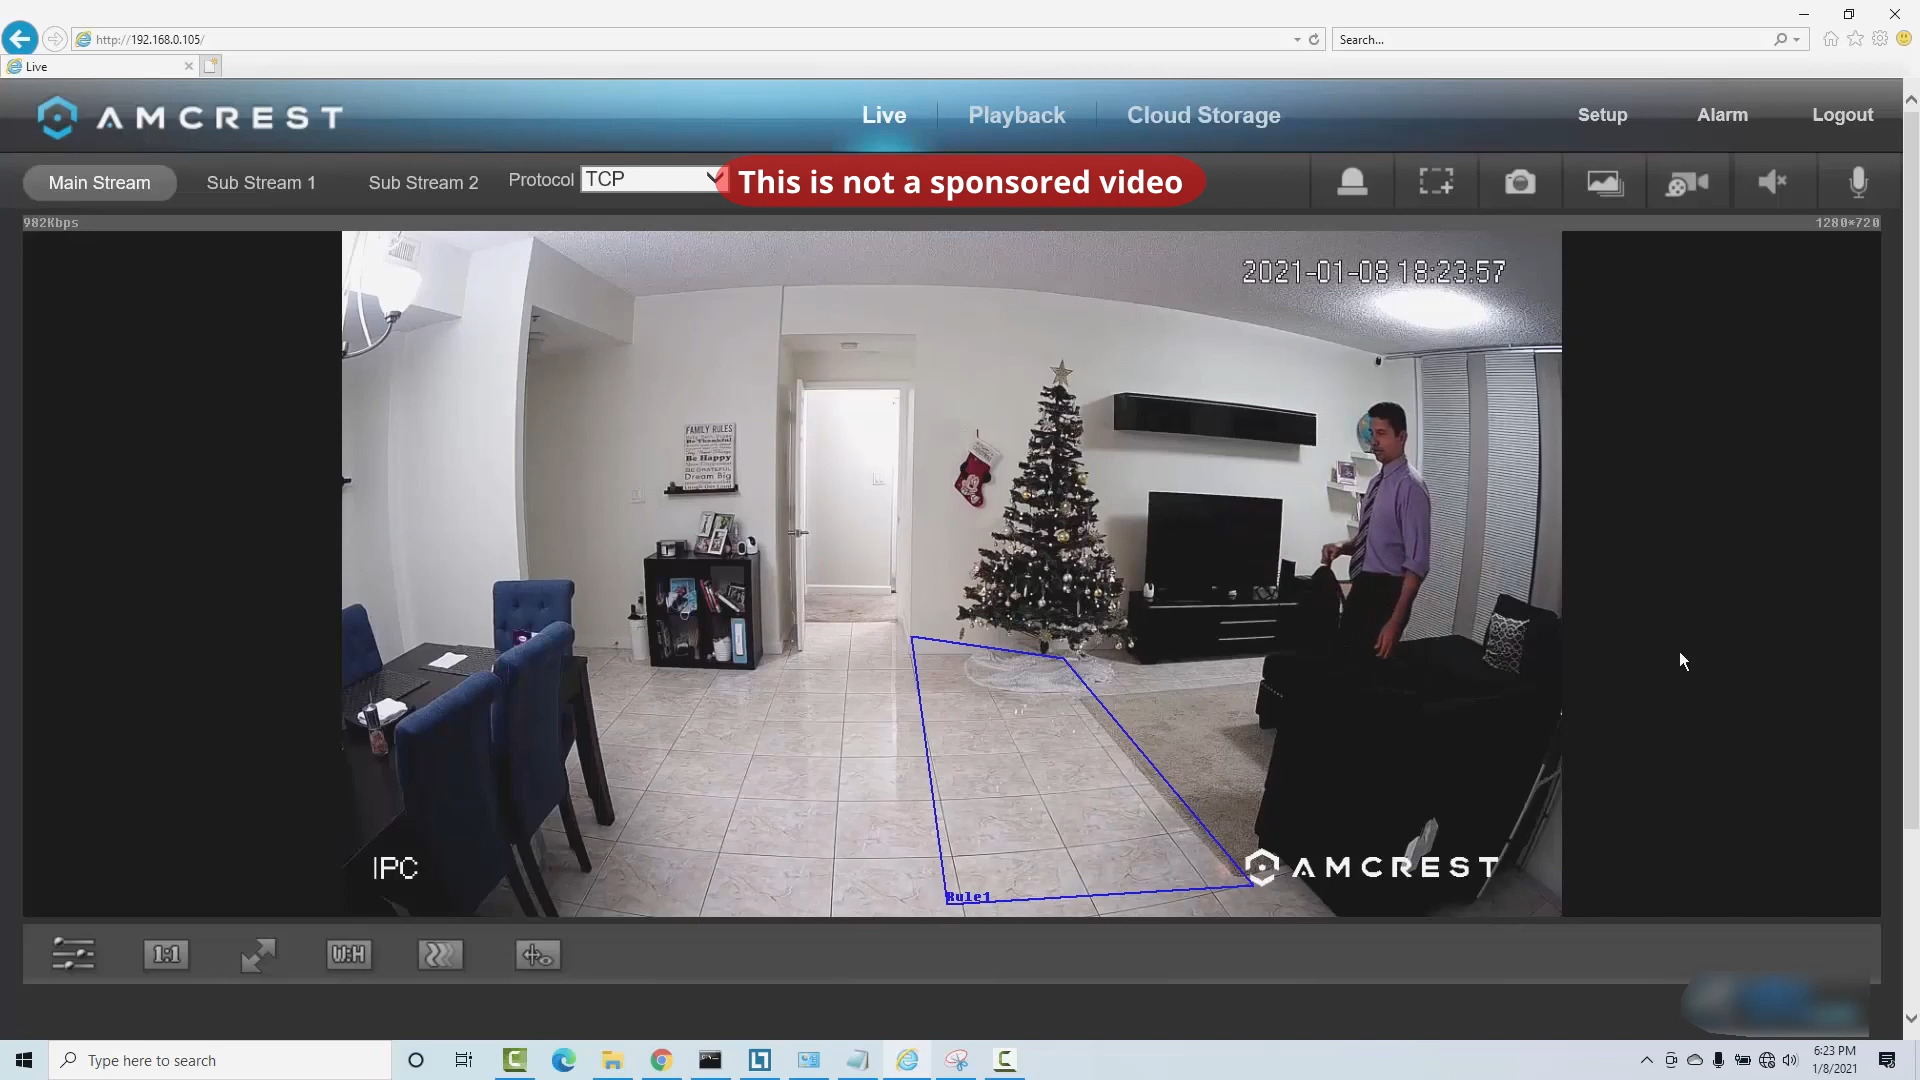 http://192.168.0.105/
Search...
Live
AMCREST
Live
Playback
Cloud Storage
Setup
Alarm
Logout
Main Stream
Sub Stream 1
Sub Stream 2
Protocol
TCP
This is not a sponsored video
982Kbps
1280*720
2021-01-08 18:23:57
FAMILY RULES
Be Thankful
Be Happy
Dream Big
IPC
Rule1
AMCREST
1:1
W:H
Type here to search
6:23 PM
1/8/2021